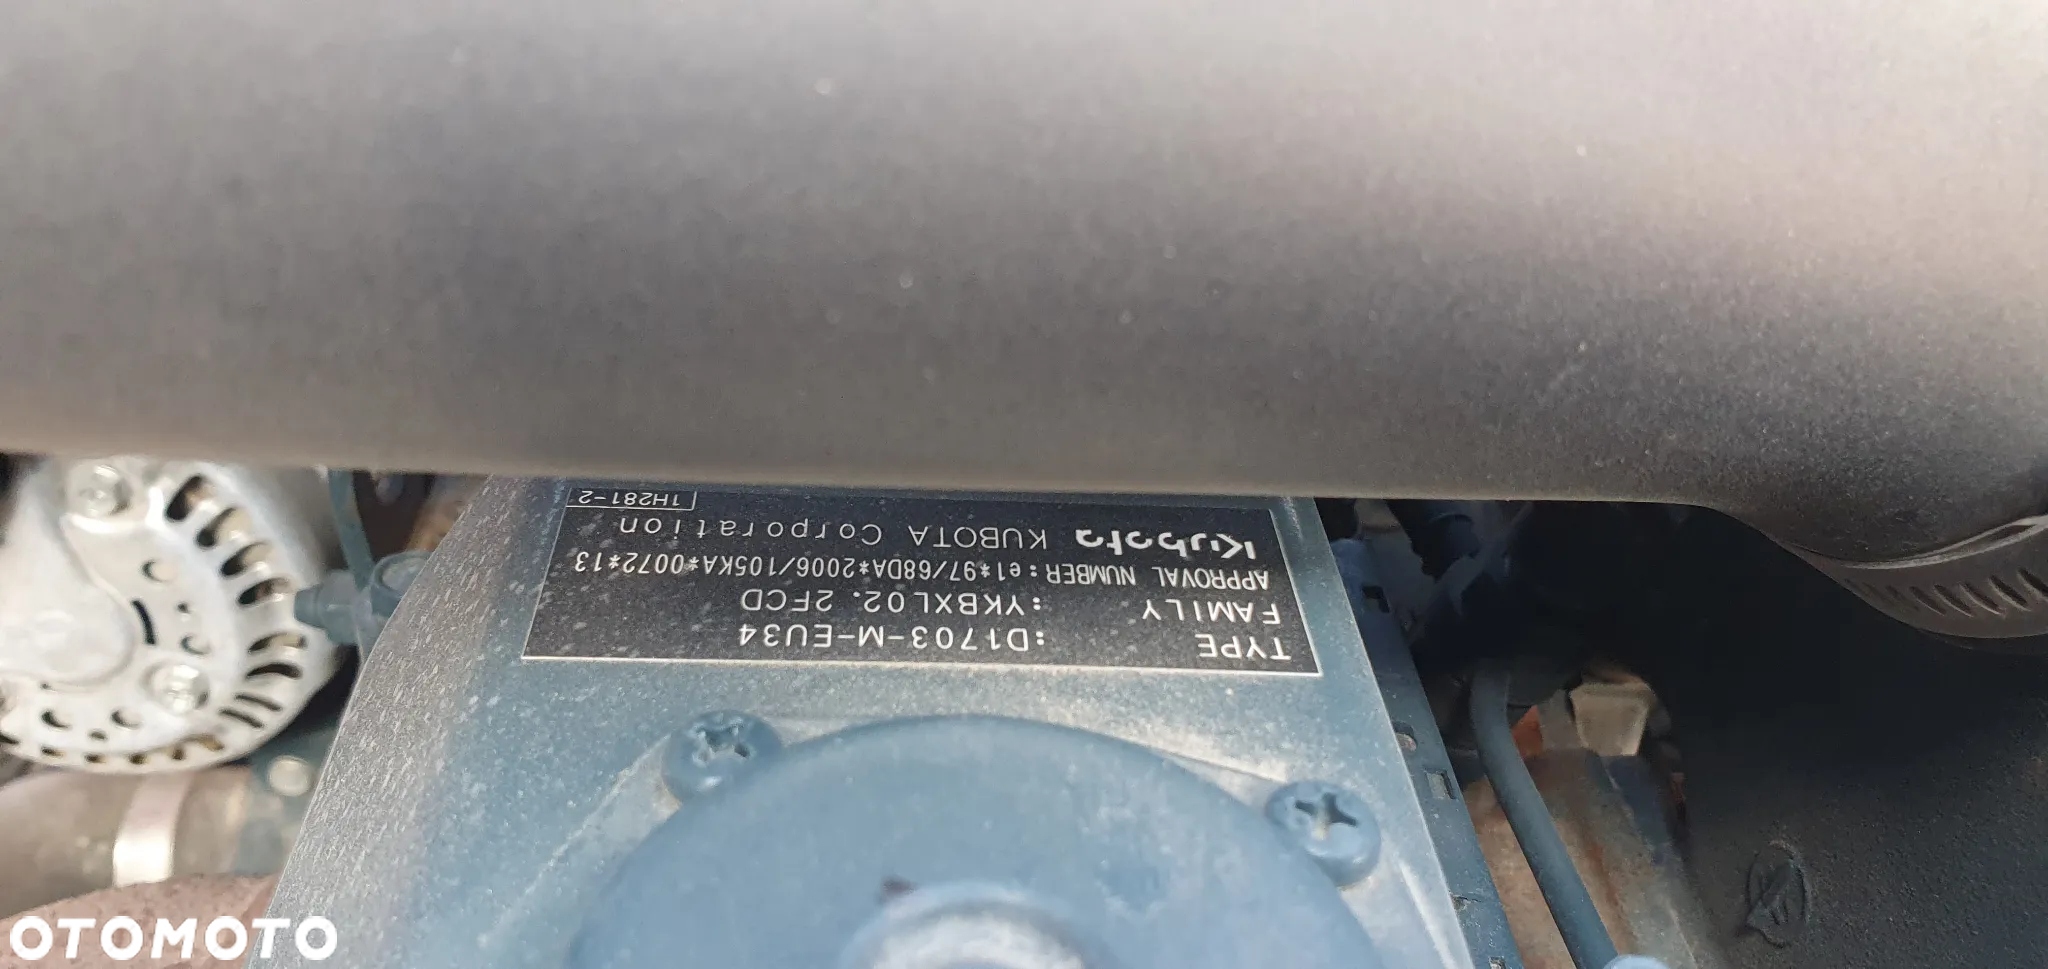 TYPE :D1703-M-EU34
FAMILY :YKBXL02. 2FCD
APPROVAL NUMBER:e1*97/68DA*2006/105KA*0072*13
Kubota KUBOTA Corporation
1H281-2
OTOMOTO